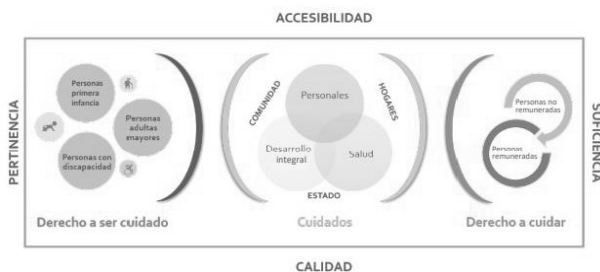 ACCESIBILIDAD
PERTINENCIA
Personas
primera
infancia
Personas
adultas
mayores
Personas con
discapacidad
Derecho a ser cuidado
COMUNIDAD
HOGARES
Personales
Desarrollo
integral
Salud
ESTADO
Cuidados
Personas no
remuneradas
Personas
remuneradas
Derecho a cuidar
SUFICIENCIA
CALIDAD